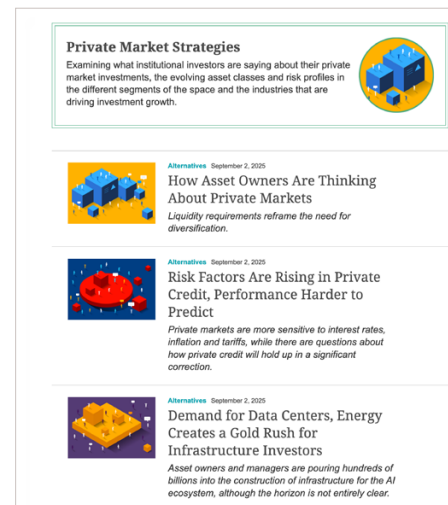 Private Market Strategies
Examining what institutional investors are saying about their private
market investments, the evolving asset classes and risk profiles in
the different segments of the space and the industries that are
driving investment growth.
Alternatives September 2, 2025
How Asset Owners Are Thinking
About Private Markets
Liquidity requirements reframe the need for
diversification.
Alternatives September 2, 2025
Risk Factors Are Rising in Private
Credit, Performance Harder to
Predict
Private markets are more sensitive to interest rates,
inflation and tariffs, while there are questions about
how private credit will hold up in a significant
correction.
Alternatives September 2, 2025
Demand for Data Centers, Energy
Creates a Gold Rush for
Infrastructure Investors
Asset owners and managers are pouring hundreds of
billions into the construction of infrastructure for the AI
ecosystem, although the horizon is not entirely clear.